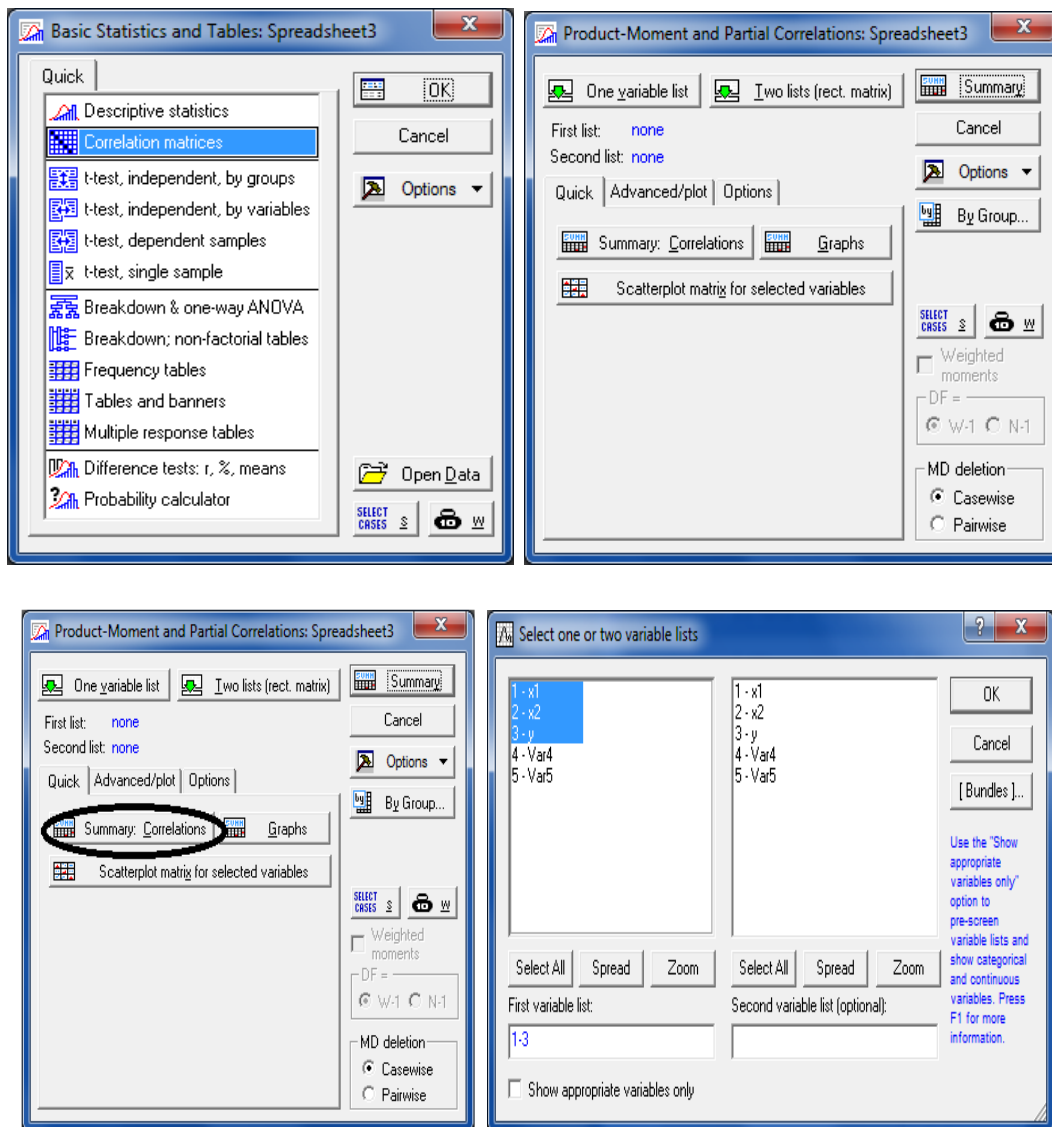 Basic Statistics and Tables: Spreadsheet3
Quick
Descriptive statistics
Correlation matrices
t-test, independent, by groups
t-test, independent, by variables
t-test, dependent samples
t-test, single sample
Breakdown & one-way ANOVA
Breakdown; non-factorial tables
Frequency tables
Tables and banners
Multiple response tables
Difference tests: r, %, means
Probability calculator
OK
Cancel
Options
Open Data
SELECT CASES S W
Product-Moment and Partial Correlations: Spreadsheet3
One variable list Two lists (rect. matrix)
First list: none
Second list: none
Quick Advanced/plot Options
Summary: Correlations Graphs
Scatterplot matrix for selected variables
Summary
Cancel
Options
By Group...
SELECT CASES S W
Weighted
moments
DF =
W-1 N-1
MD deletion
Casewise
Pairwise
Product-Moment and Partial Correlations: Spreadsheet3
One variable list Two lists (rect. matrix)
First list: none
Second list: none
Quick Advanced/plot Options
Summary: Correlations Graphs
Scatterplot matrix for selected variables
Summary
Cancel
Options
By Group...
SELECT CASES S W
Weighted
moments
DF =
W-1 N-1
MD deletion
Casewise
Pairwise
Select one or two variable lists
1 - x1
2 - x2
3 - y
4 - Var4
5 - Var5
Select All Spread Zoom
First variable list:
1-3
Show appropriate variables only
1 - x1
2 - x2
3 - y
4 - Var4
5 - Var5
Select All Spread Zoom
Second variable list (optional):
OK
Cancel
[ Bundles ]...
Use the "Show
appropriate
variables only"
option to
pre-screen
variable lists and
show categorical
and continuous
variables. Press
F1 for more
information.